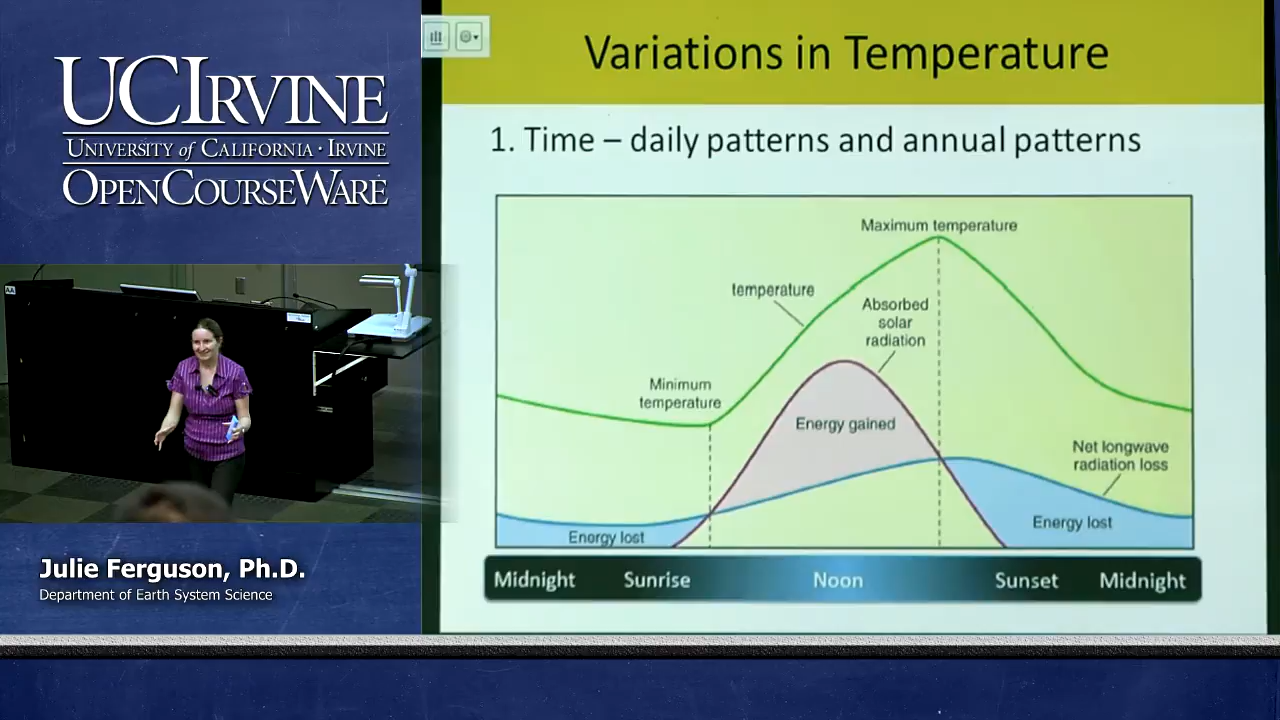 UCIRVINE
UNIVERSITY of CALIFORNIA · IRVINE
OPENCOURSEWARE
Julie Ferguson, Ph.D.
Department of Earth System Science
Variations in Temperature
1. Time – daily patterns and annual patterns
Maximum temperature
temperature
Absorbed
solar
radiation
Minimum
temperature
Energy gained
Net longwave
radiation loss
Energy lost
Energy lost
Midnight
Sunrise
Noon
Sunset
Midnight